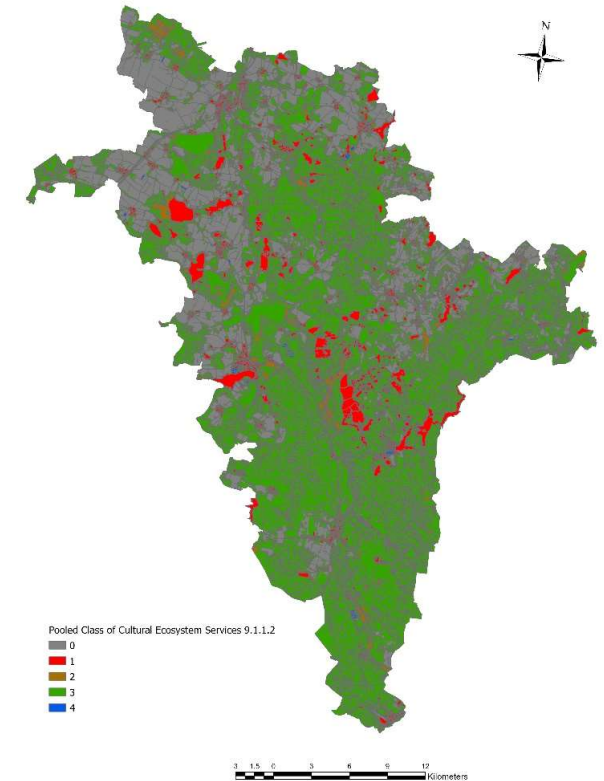 N
Pooled Class of Cultural Ecosystem Services 9.1.1.2
0
1
2
3
4
3 1.5 0 3 6 9 12
Kilometers